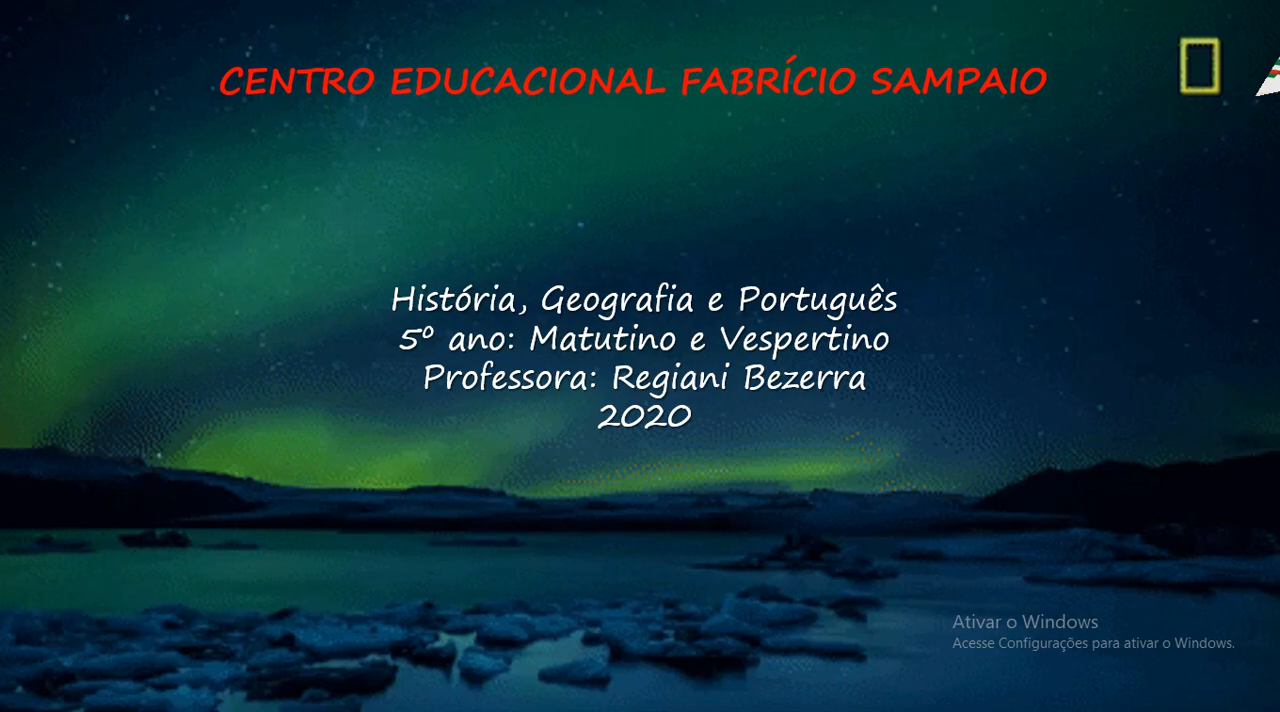 CENTRO EDUCACIONAL FABRÍCIO SAMPAIO
História, Geografia e Português
5º ano: Matutino e Vespertino
Professora: Regiani Bezerra
2020
Ativar o Windows
Acesse Configurações para ativar o Windows.